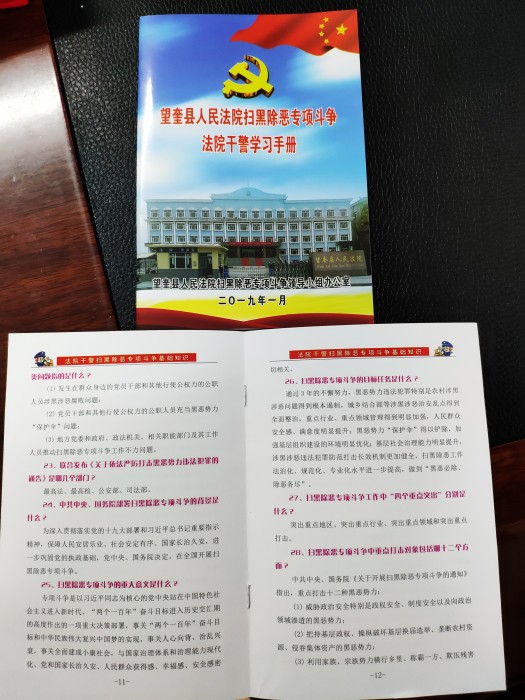 望奎县人民法院扫黑除恶专项斗争
法院干警学习手册
望奎县人民法院
望奎县人民法院扫黑除恶专项斗争领导小组办公室
二〇一九年一月
法院干警扫黑除恶专项斗争基础知识
类问题指的是什么?
(1)发生在群众身边的党员干部和其他行使公权力的公职
人员涉黑涉恶腐败问题;
(2)党员干部和其他行使公权力的公职人员充当黑恶势力
“保护伞”问题;
(3)地方党委和政府、政法机关、相关职能部门及其工作
人员推动扫黑除恶专项斗争工作不力问题。
23、联合发布《关于依法严厉打击黑恶势力违法犯罪的
通告》是哪几个部门?
最高法、最高检、公安部、司法部。
24、中共中央、国务院部署扫黑除恶专项斗争的背景是
什么?
为深入贯彻落实党的十九大部署和习近平总书记重要指示
精神,保障人民安居乐业、社会安定有序、国家长治久安,进
一步巩固党的执政基础,党中央、国务院决定,在全国开展扫
黑除恶专项斗争。
25、扫黑除恶专项斗争的重大意义是什么?
专项斗争是以习近平同志为核心的党中央站在中国特色社
会主义进入新时代、“两个一百年”奋斗目标进入历史交汇期
的高度作出的一项重大决策部署,事关“两个一百年”奋斗目
标和中华民族伟大复兴中国梦的实现,事关人心向背、治乱兴
衰,事关全面建成小康社会,与国家治理体系和治理能力现代
化、党和国家长治久安、人民群众获得感、幸福感、安全感密
-11-
法院干警扫黑除恶专项斗争基础知识
切相关。
26、扫黑除恶专项斗争的目标任务是什么?
通过3年的不懈努力,黑恶势力违法犯罪特别是农村涉黑
涉恶问题得到根本遏制,城乡结合部等涉黑涉恶治安乱点得到
全面整治,重点行业、重点领域管理得到明显加强,人民群众
安全感、满意度明显提升;黑恶势力“保护伞”得以铲除,加
强基层组织建设的环境明显优化;基层社会治理能力明显提升,
涉黑涉恶违法犯罪防范打击长效机制更加健全,扫黑除恶工作
法治化、规范化、专业化水平进一步提高,做到“黑恶必除、
除恶务尽”。
27、扫黑除恶专项斗争工作中“两个重点突出”分别是
什么?
突出重点地区、突出重点行业、突出重点领域和突出重点
打击。
28、扫黑除恶专项斗争中重点打击对象包括哪十二个方
面?
中共中央、国务院《关于开展扫黑除恶专项斗争的通知》
指出,重点打击十二种黑恶势力:
(1)威胁政治安全特别是政权安全、制度安全以及向政治
领域渗透的黑恶势力;
(2)把持基层政权、操纵破坏基层换届选举、垄断农村资
源、侵吞集体资产的黑恶势力;
(3)利用家族、宗族势力横行乡里、称霸一方、欺压残害
-12-